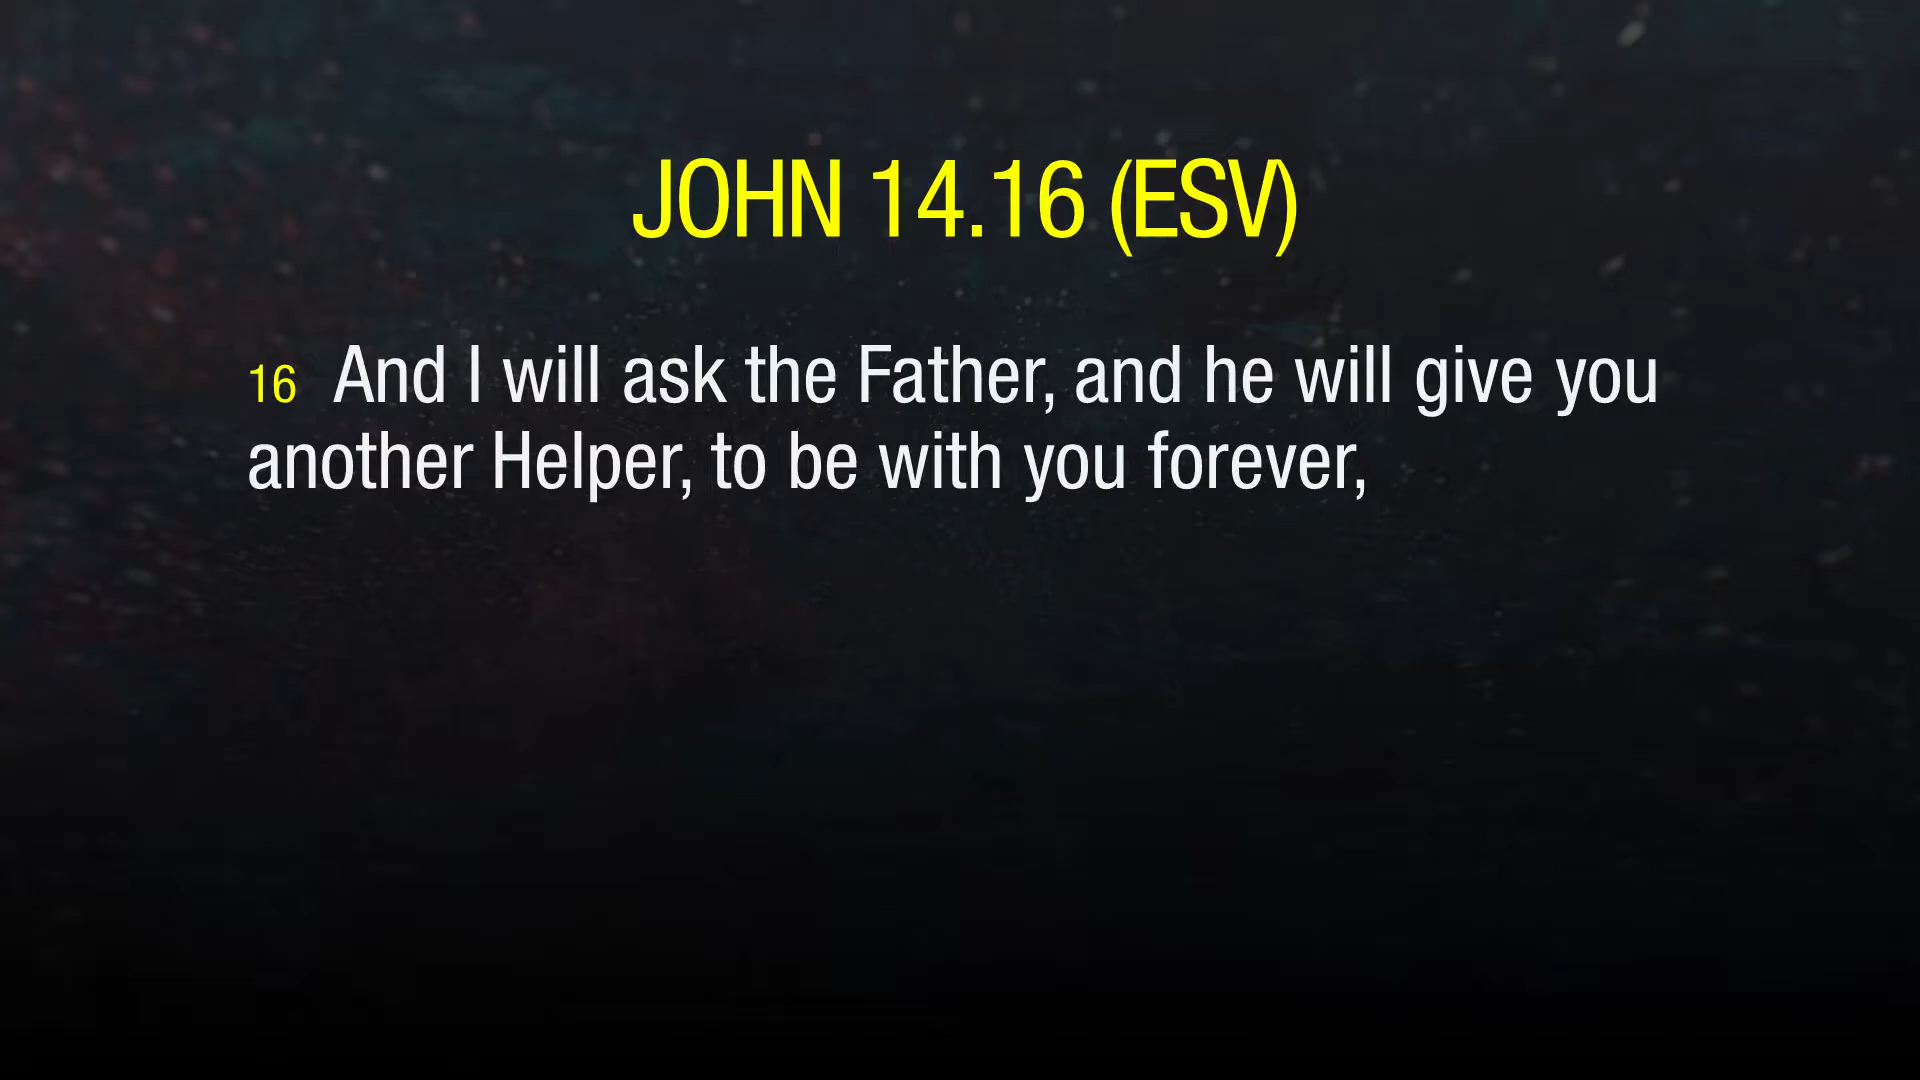 JOHN 14.16 (ESV)
16 And I will ask the Father, and he will give you
another Helper, to be with you forever,